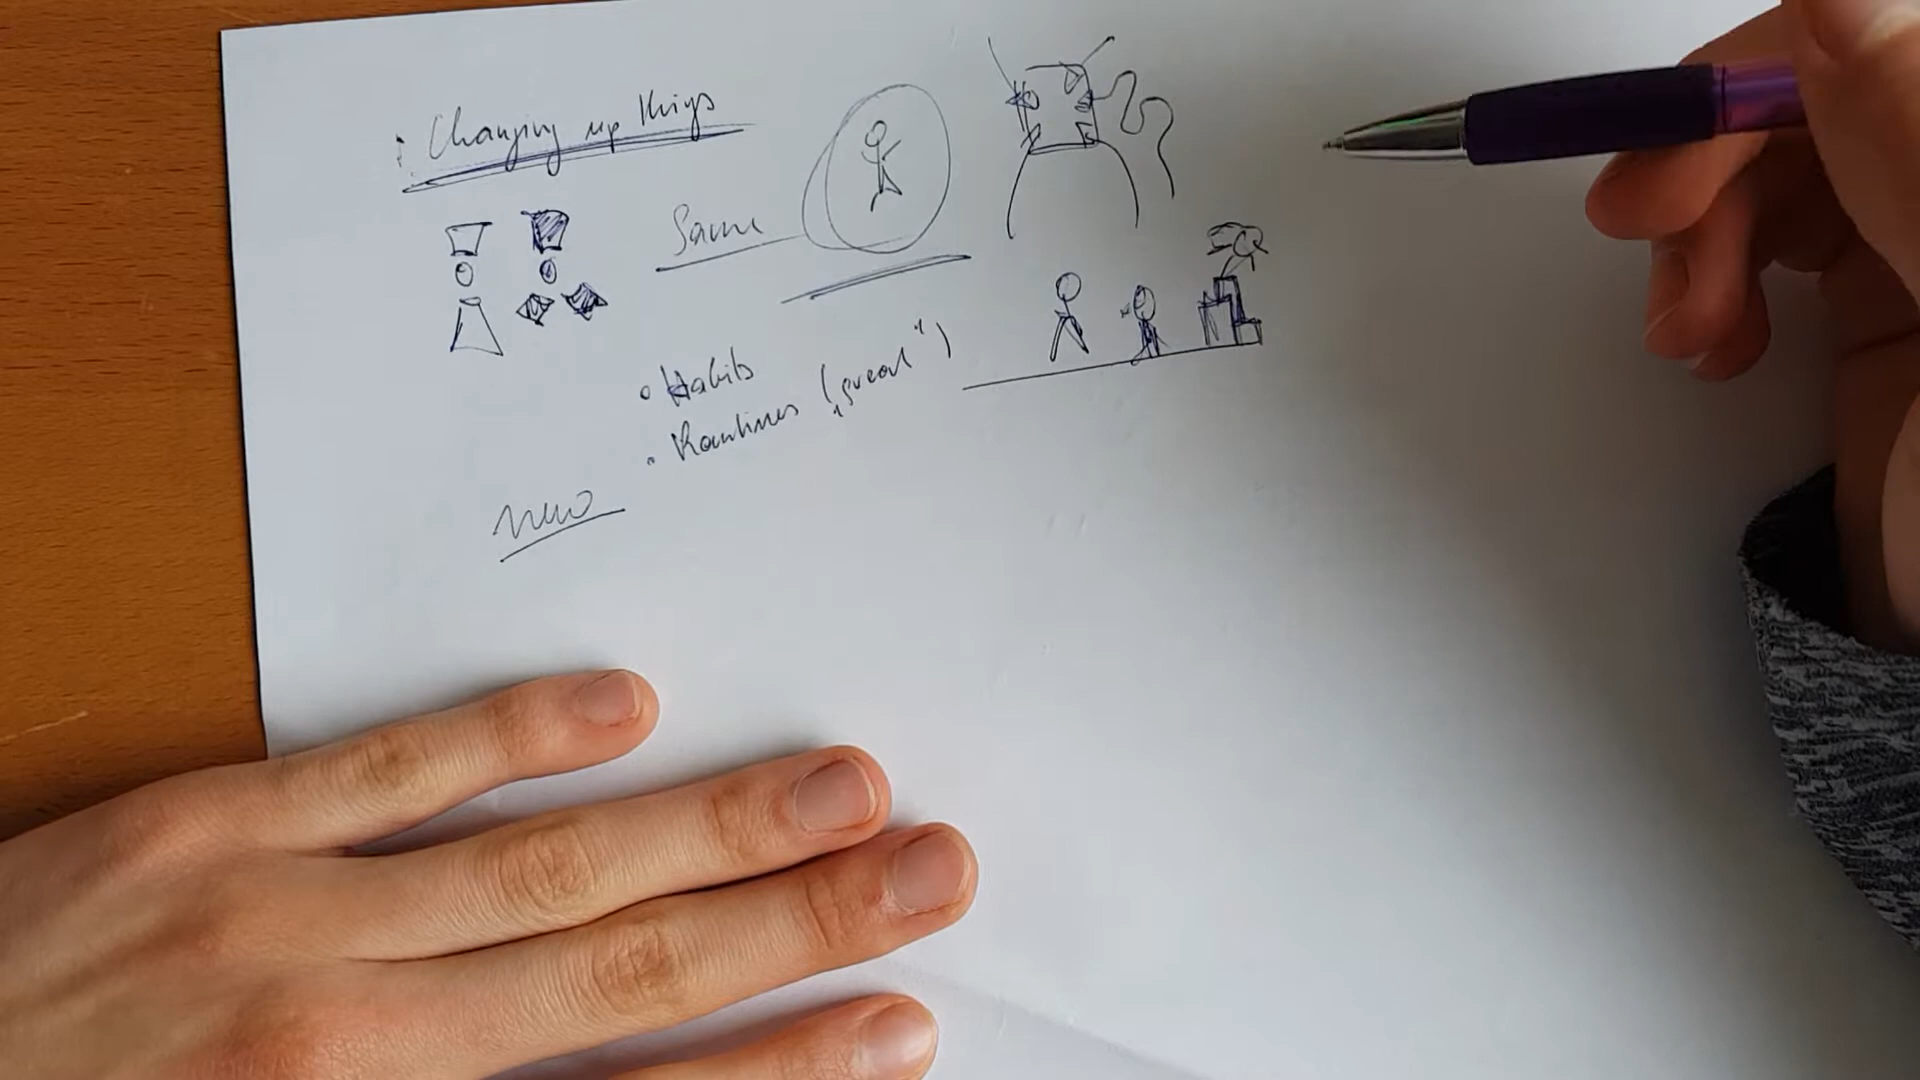 Changing up things
Same
Habits
Routines („great“)
new